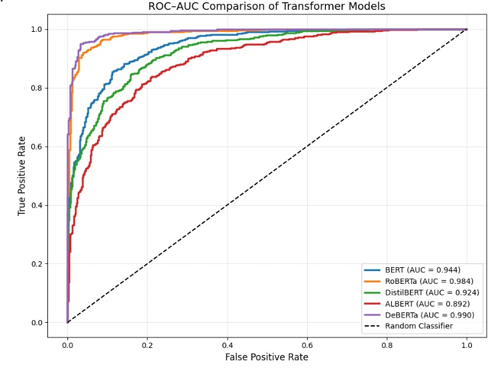 ROC–AUC Comparison of Transformer Models
True Positive Rate
1.0
0.8
0.6
0.4
0.2
0.0
0.0 0.2 0.4 0.6 0.8 1.0
False Positive Rate
BERT (AUC = 0.944)
RoBERTa (AUC = 0.984)
DistilBERT (AUC = 0.924)
ALBERT (AUC = 0.892)
DeBERTa (AUC = 0.990)
Random Classifier